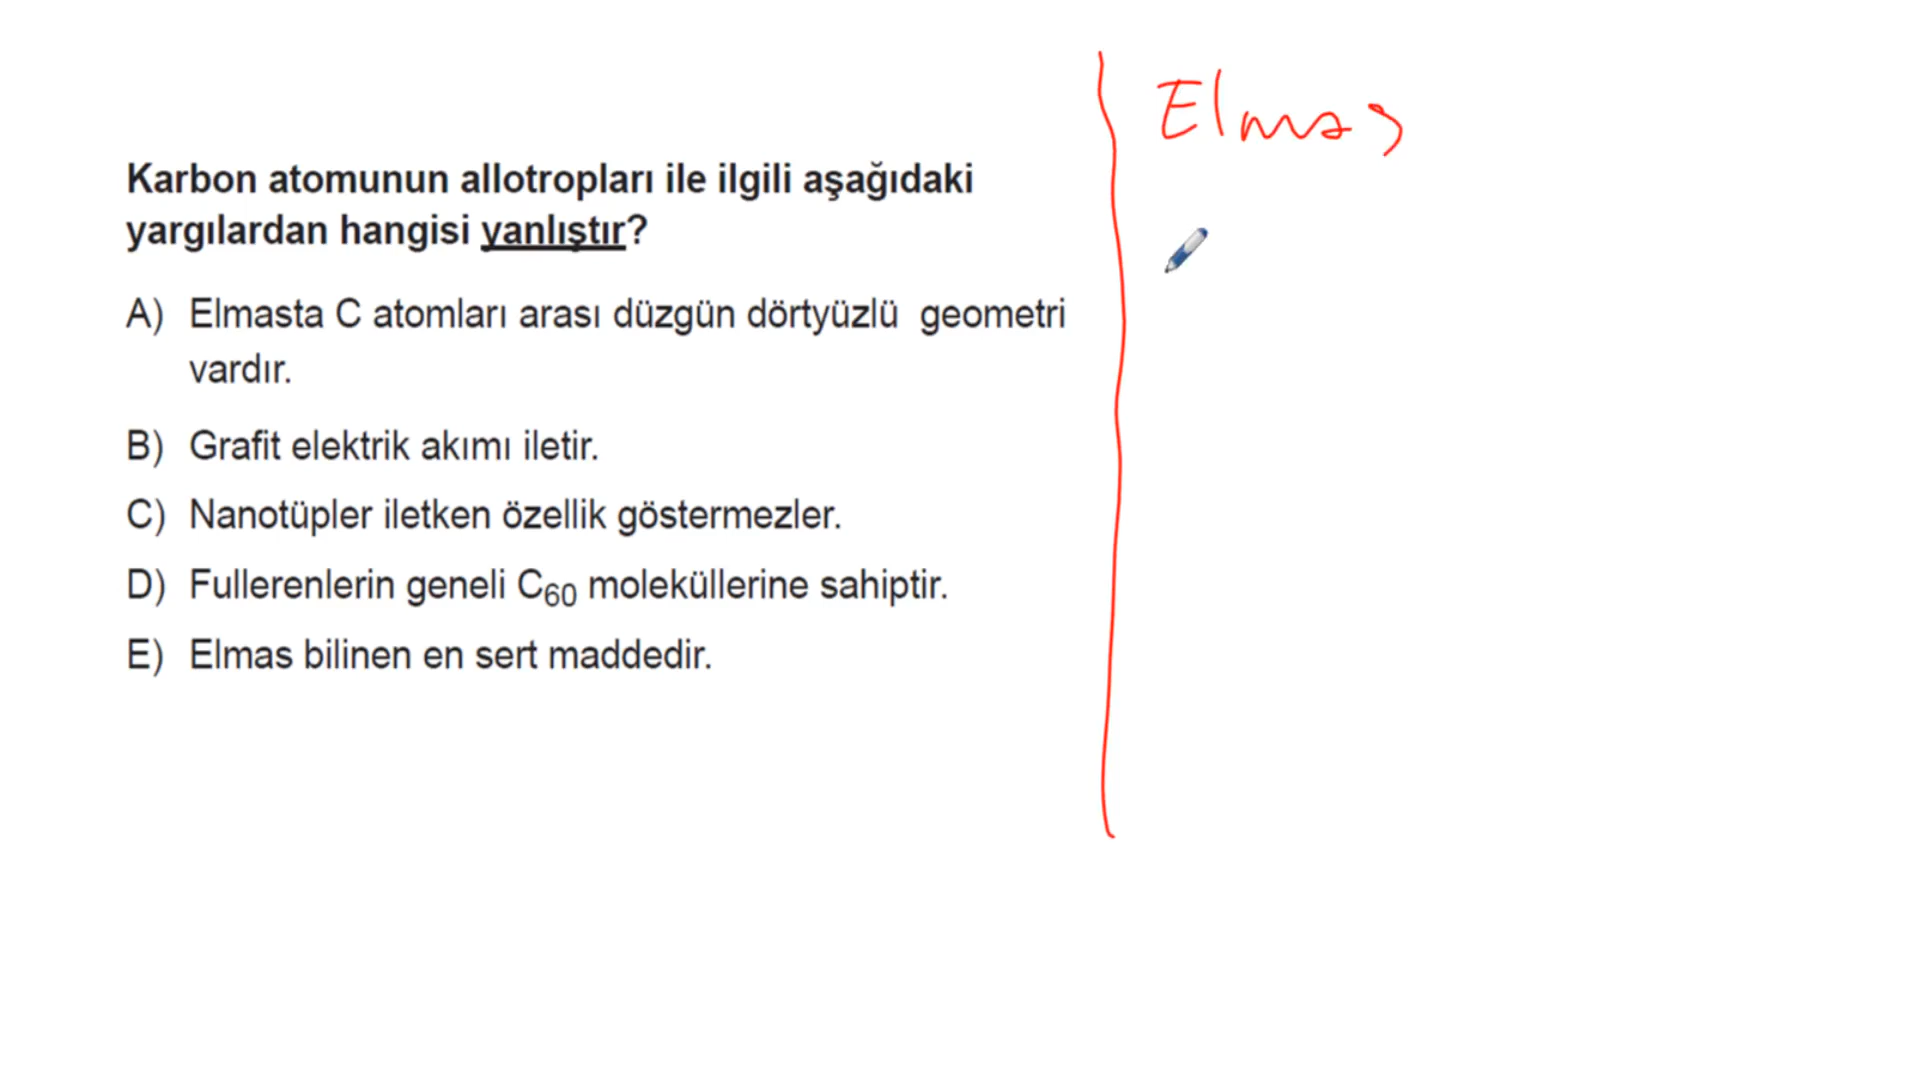 Karbon atomunun allotropları ile ilgili aşağıdaki
yargılardan hangisi yanlıştır?
A) Elmasta C atomları arası düzgün dörtyüzlü geometri
vardır.
B) Grafit elektrik akımı iletir.
C) Nanotüpler iletken özellik göstermezler.
D) Fullerenlerin geneli C₆₀ moleküllerine sahiptir.
E) Elmas bilinen en sert maddedir.
Elmas